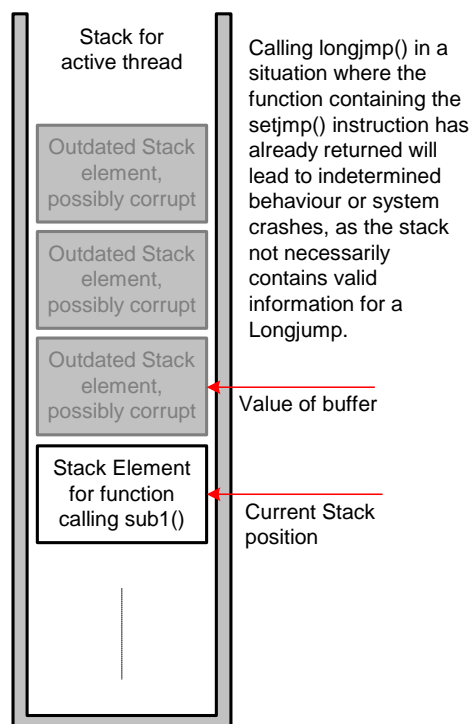 Stack for
active thread
Calling longjmp() in a
situation where the
function containing the
setjmp() instruction has
already returned will
lead to indetermined
behaviour or system
crashes, as the stack
not necessarily
contains valid
information for a
Longjump.
Outdated Stack
element,
possibly corrupt
Outdated Stack
element,
possibly corrupt
Outdated Stack
element,
possibly corrupt
Value of buffer
Stack Element
for function
calling sub1()
Current Stack
position